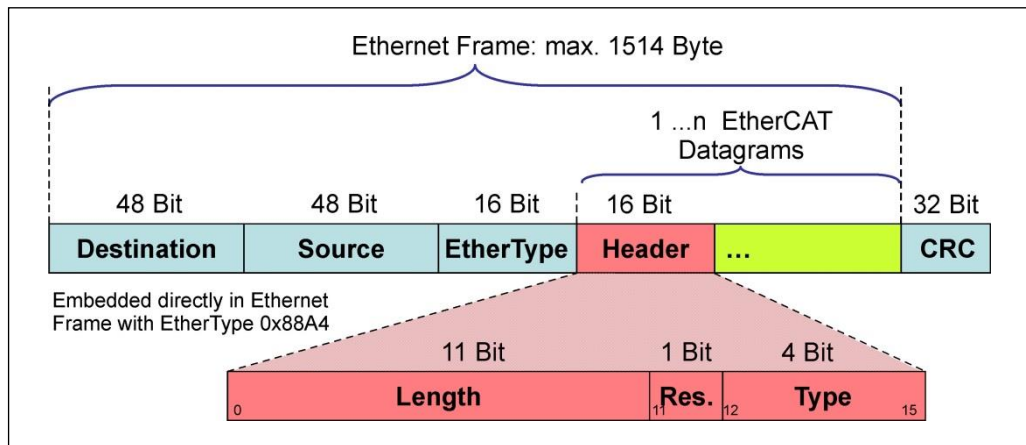 Ethernet Frame: max. 1514 Byte
1 ...n EtherCAT
Datagrams
48 Bit 48 Bit 16 Bit 16 Bit 32 Bit
Destination Source EtherType Header ... CRC
Embedded directly in Ethernet
Frame with EtherType 0x88A4
11 Bit 1 Bit 4 Bit
Length Res. Type
0 11 12 15